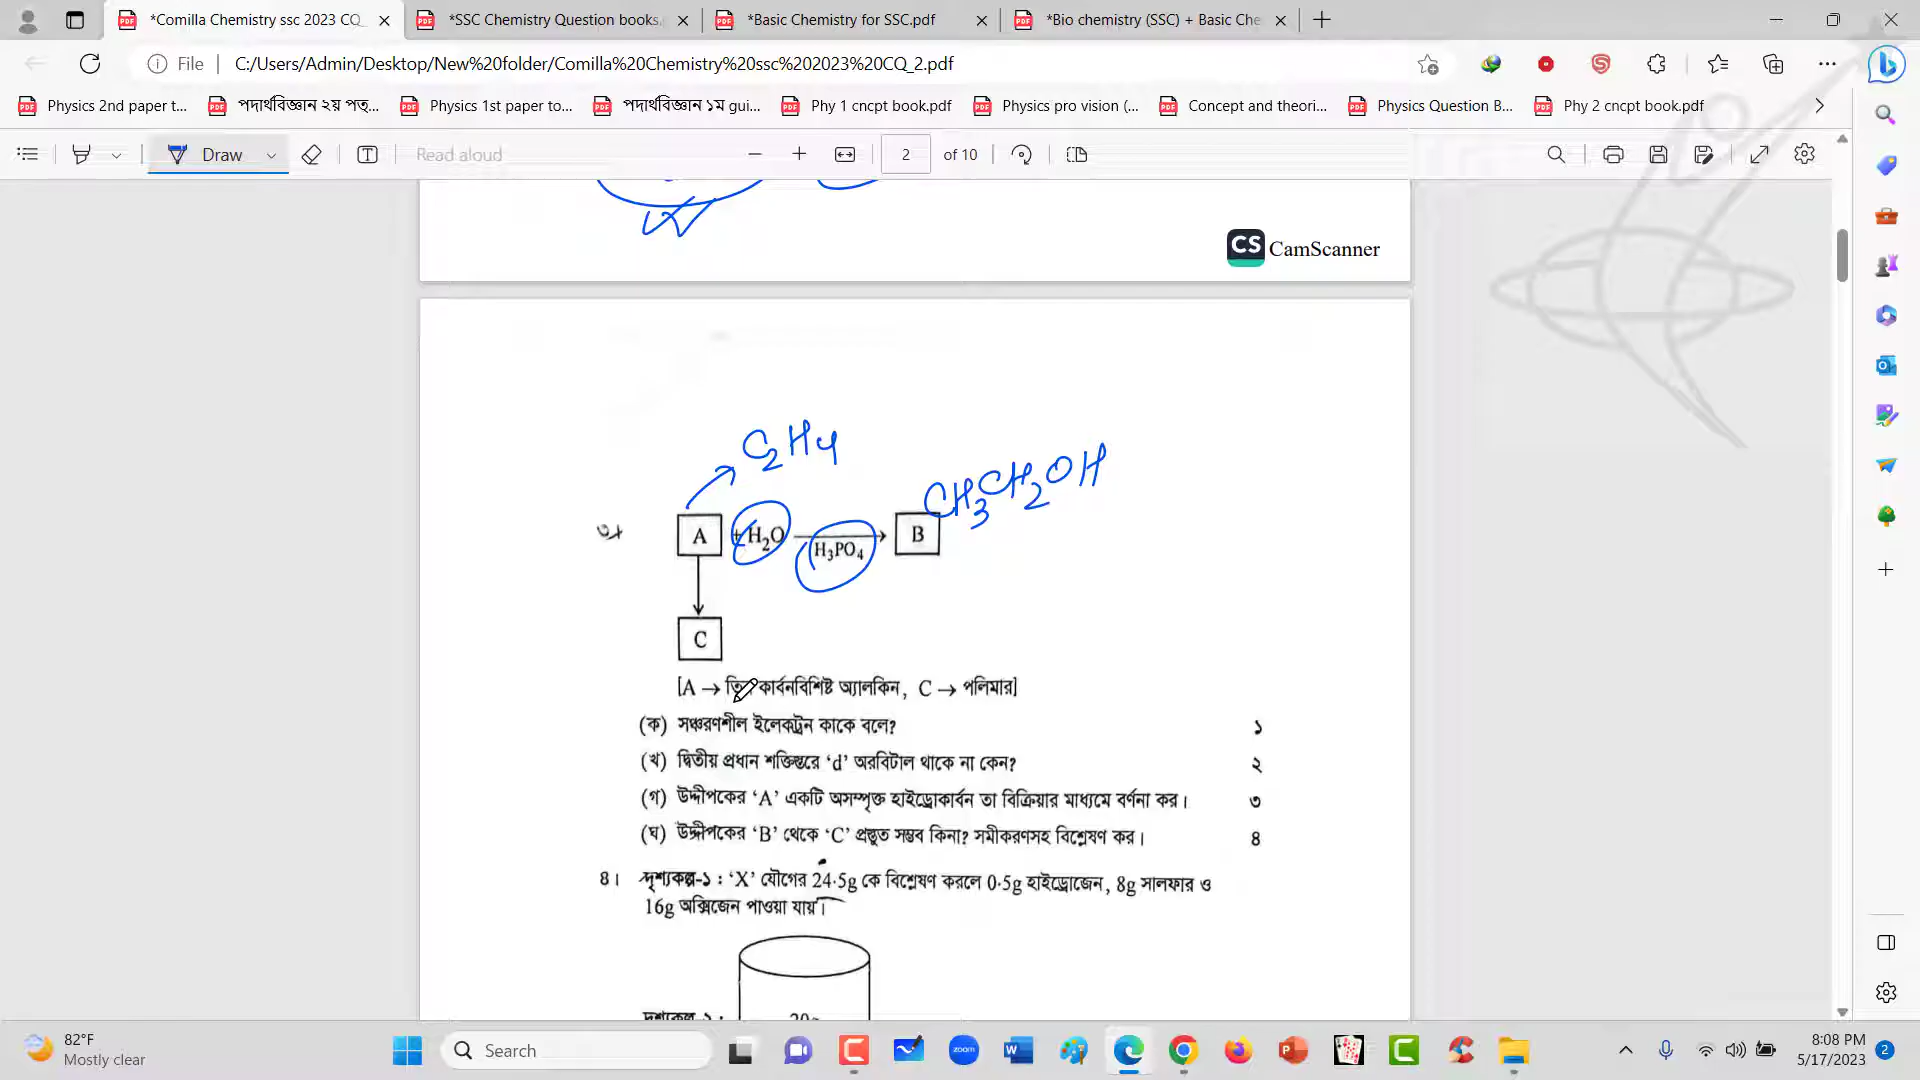 *Comilla Chemistry ssc 2023 CQ_
*SSC Chemistry Question books.
*Basic Chemistry for SSC.pdf
*Bio chemistry (SSC) + Basic Che
File
C:/Users/Admin/Desktop/New%20folder/Comilla%20Chemistry%20ssc%202023%20CQ_2.pdf
Physics 2nd paper t...
পদার্থবিজ্ঞান ২য় পত্...
Physics 1st paper to...
পদার্থবিজ্ঞান ১ম gui...
Phy 1 cncpt book.pdf
Physics pro vision (...
Concept and theori...
Physics Question B...
Phy 2 cncpt book.pdf
Draw
Read aloud
2 of 10
CS CamScanner
C2H4
CH3CH2OH
৩।
A + H₂O H₃PO₄ B
C
কার্বনবিশিষ্ট অ্যালকিন, C → পলিমার]
(ক) সঞ্চরণশীল ইলেকট্রন কাকে বলে? ১
(খ) দ্বিতীয় প্রধান শক্তিস্তরে ‘d’ অরবিটাল থাকে না কেন? ২
(গ) উদ্দীপকের ‘A’ একটি অসম্পৃক্ত হাইড্রোকার্বন তা বিক্রিয়ার মাধ্যমে বর্ণনা কর। ৩
(ঘ) উদ্দীপকের ‘B’ থেকে ‘C’ প্রস্তুত সম্ভব কিনা? সমীকরণসহ বিশ্লেষণ কর। ৪
৪। দৃশ্যকল্প-১ : ‘X’ যৌগের 24·5g কে বিশ্লেষণ করলে 0·5g হাইড্রোজেন, 8g সালফার ও
16g অক্সিজেন পাওয়া যায়।
82°F
Mostly clear
Search
zoom
8:08 PM
5/17/2023
2